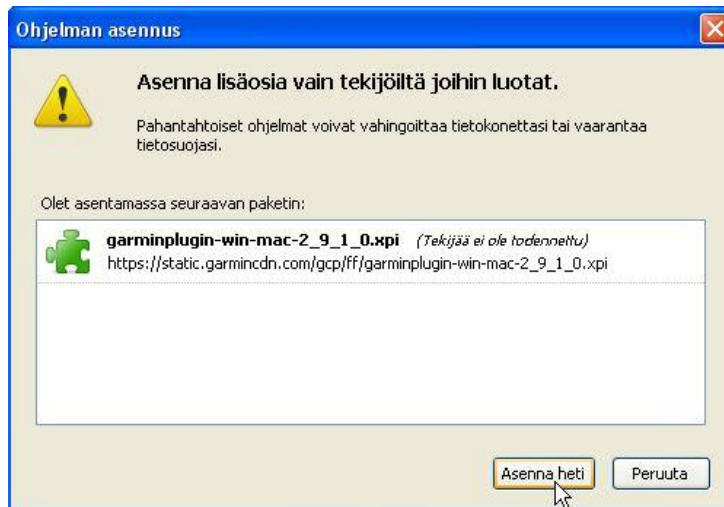 Ohjelman asennus
Asenna lisäosia vain tekijöiltä joihin luotat.
Pahantahtoiset ohjelmat voivat vahingoittaa tietokonettasi tai vaarantaa
tietosuojasi.
Olet asentamassa seuraavan paketin:
garminplugin-win-mac-2_9_1_0.xpi (Tekijää ei ole todennettu)
https://static.garmincdn.com/gcp/ff/garminplugin-win-mac-2_9_1_0.xpi
Asenna heti Peruuta